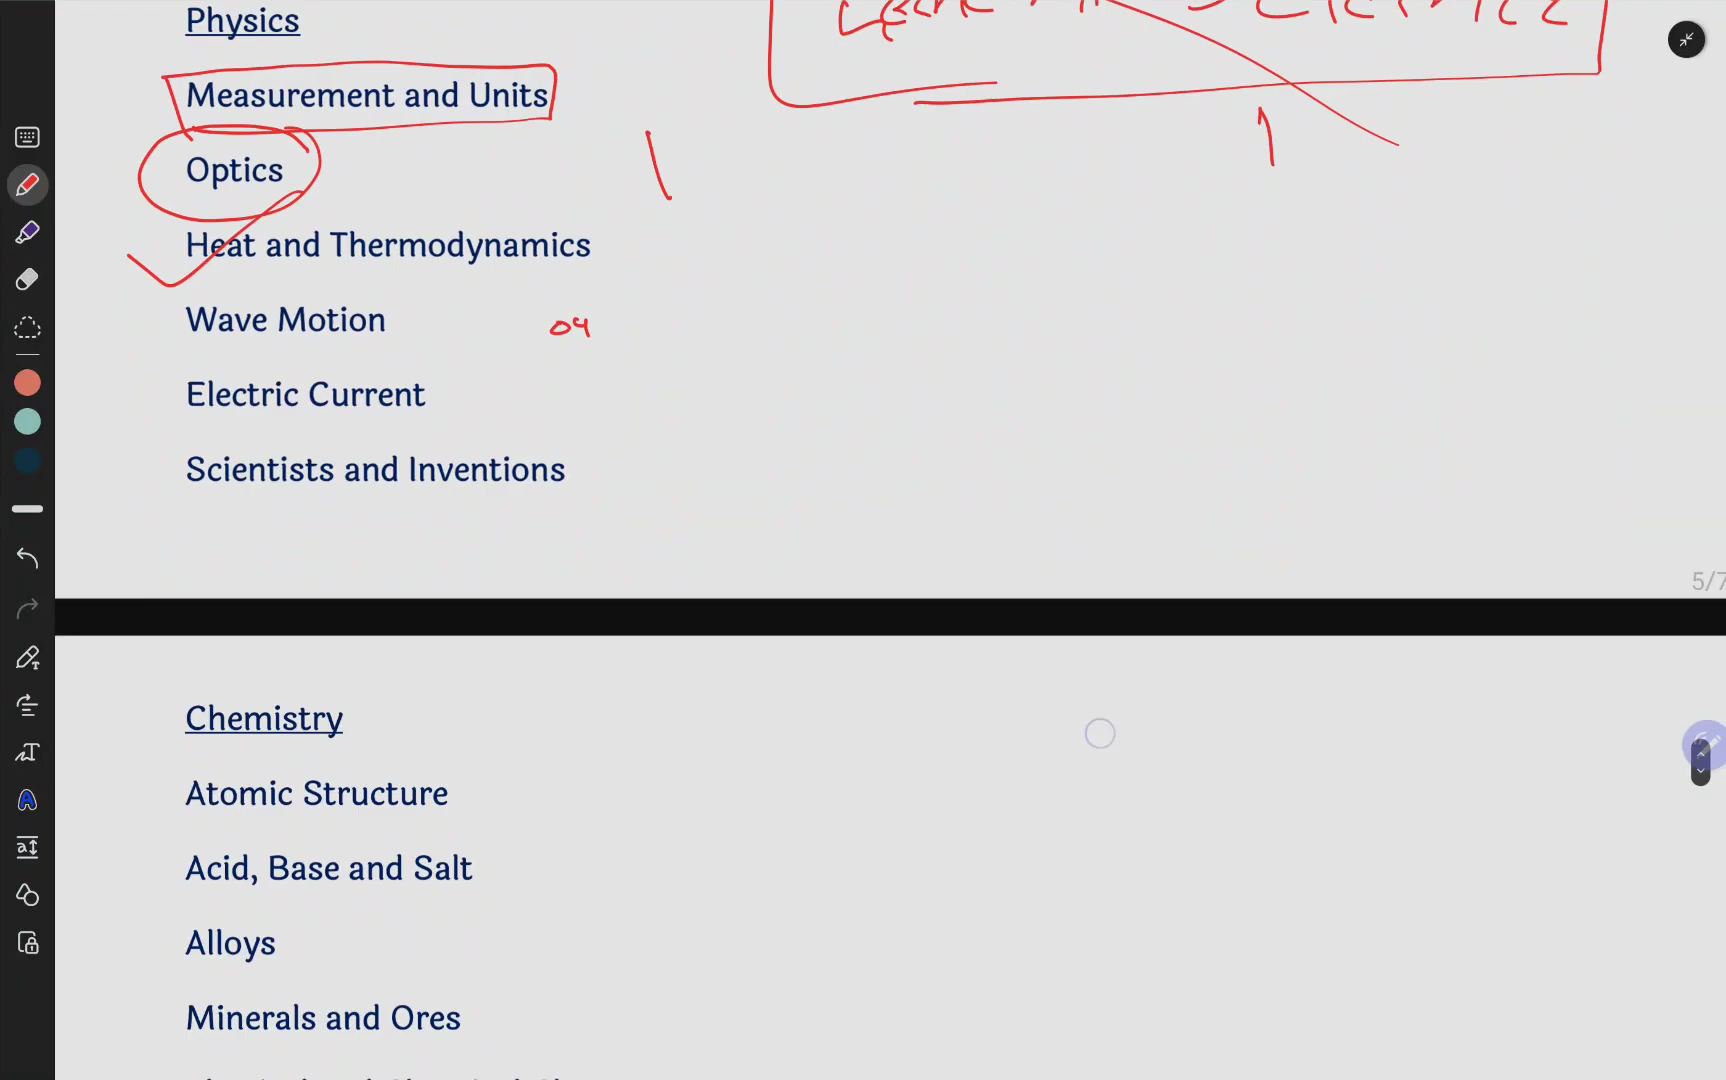 Physics
Measurement and Units
Optics
Heat and Thermodynamics
Wave Motion
04
Electric Current
Scientists and Inventions
5/7
Chemistry
Atomic Structure
Acid, Base and Salt
Alloys
Minerals and Ores